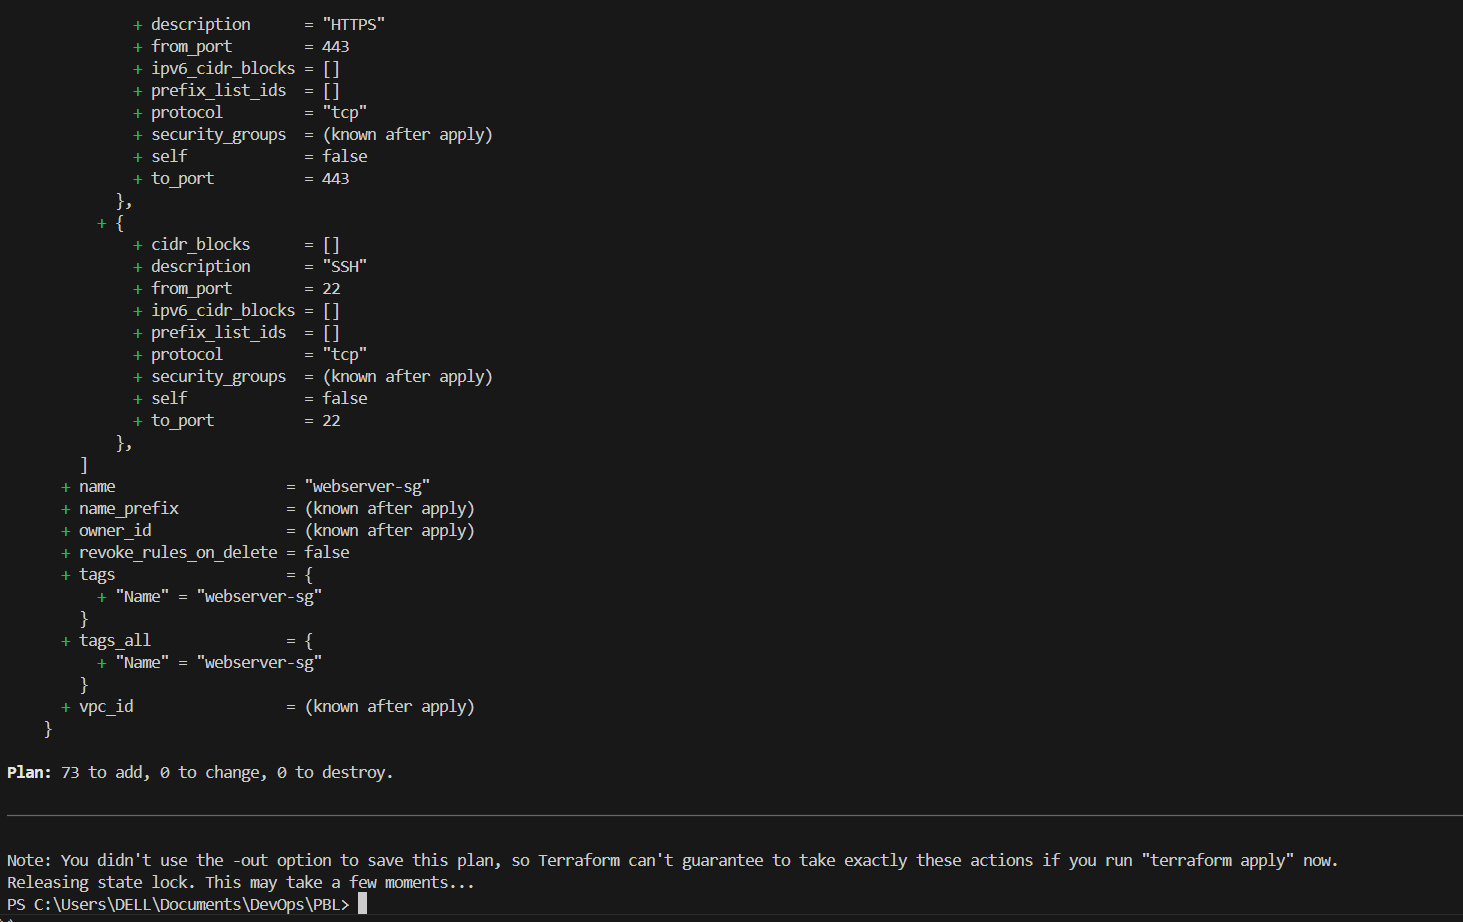 + description      = "HTTPS"
              + from_port        = 443
              + ipv6_cidr_blocks = []
              + prefix_list_ids  = []
              + protocol         = "tcp"
              + security_groups  = (known after apply)
              + self             = false
              + to_port          = 443
            },
          + {
              + cidr_blocks      = []
              + description      = "SSH"
              + from_port        = 22
              + ipv6_cidr_blocks = []
              + prefix_list_ids  = []
              + protocol         = "tcp"
              + security_groups  = (known after apply)
              + self             = false
              + to_port          = 22
            },
        ]
      + name                   = "webserver-sg"
      + name_prefix            = (known after apply)
      + owner_id               = (known after apply)
      + revoke_rules_on_delete = false
      + tags                   = {
          + "Name" = "webserver-sg"
        }
      + tags_all               = {
          + "Name" = "webserver-sg"
        }
      + vpc_id                 = (known after apply)
    }
Plan: 73 to add, 0 to change, 0 to destroy.
Note: You didn't use the -out option to save this plan, so Terraform can't guarantee to take exactly these actions if you run "terraform apply" now.
Releasing state lock. This may take a few moments...
PS C:\Users\DELL\Documents\DevOps\PBL>